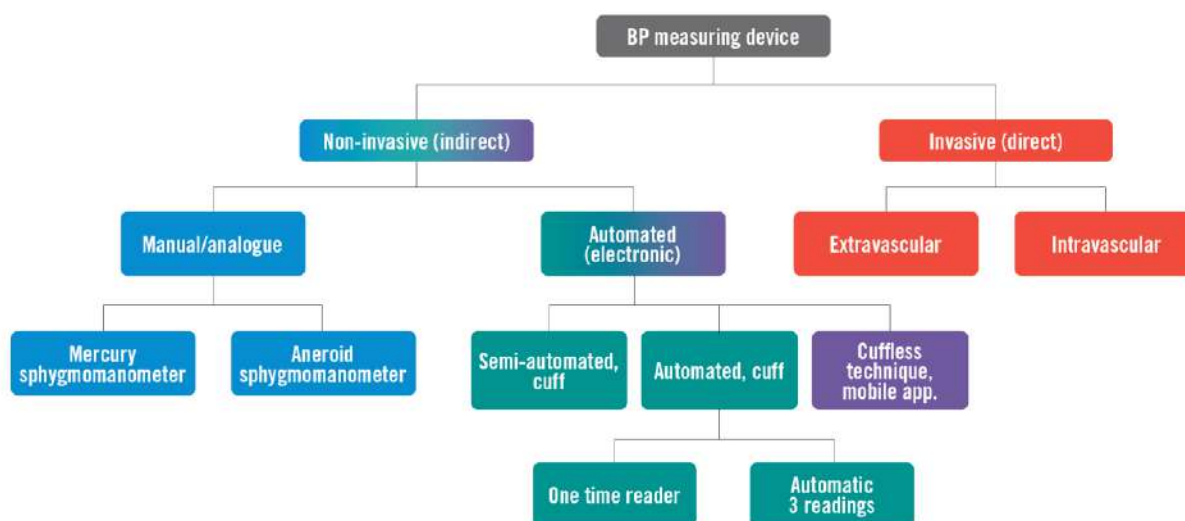 BP measuring device
Non-invasive (indirect)
Invasive (direct)
Manual/analogue
Automated
(electronic)
Extravascular
Intravascular
Mercury
sphygmomanometer
Aneroid
sphygmomanometer
Semi-automated,
cuff
Automated, cuff
Cuffless
technique,
mobile app.
One time reader
Automatic
3 readings